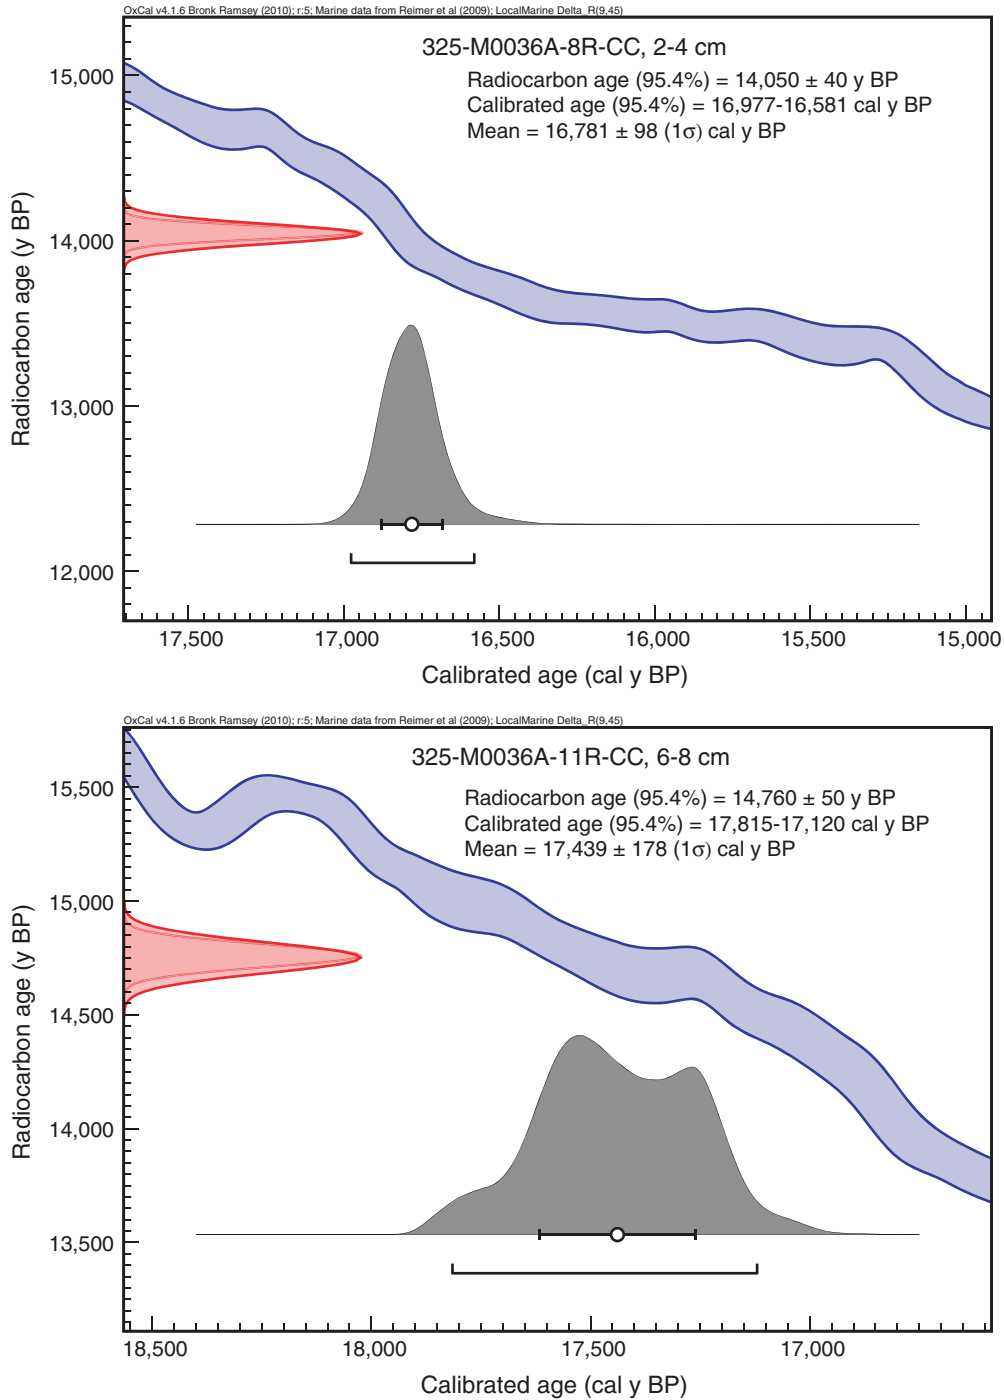 OxCal v4.1.6 Bronk Ramsey (2010); r:5; Marine data from Reimer et al (2009); LocalMarine Delta_R(9,45)
325-M0036A-8R-CC, 2-4 cm
Radiocarbon age (95.4%) = 14,050 ± 40 y BP
Calibrated age (95.4%) = 16,977-16,581 cal y BP
Mean = 16,781 ± 98 (1σ) cal y BP
Radiocarbon age (y BP)
15,000
14,000
13,000
12,000
17,500 17,000 16,500 16,000 15,500 15,000
Calibrated age (cal y BP)
OxCal v4.1.6 Bronk Ramsey (2010); r:5; Marine data from Reimer et al (2009); LocalMarine Delta_R(9,45)
325-M0036A-11R-CC, 6-8 cm
Radiocarbon age (95.4%) = 14,760 ± 50 y BP
Calibrated age (95.4%) = 17,815-17,120 cal y BP
Mean = 17,439 ± 178 (1σ) cal y BP
Radiocarbon age (y BP)
15,500
15,000
14,500
14,000
13,500
18,500 18,000 17,500 17,000
Calibrated age (cal y BP)